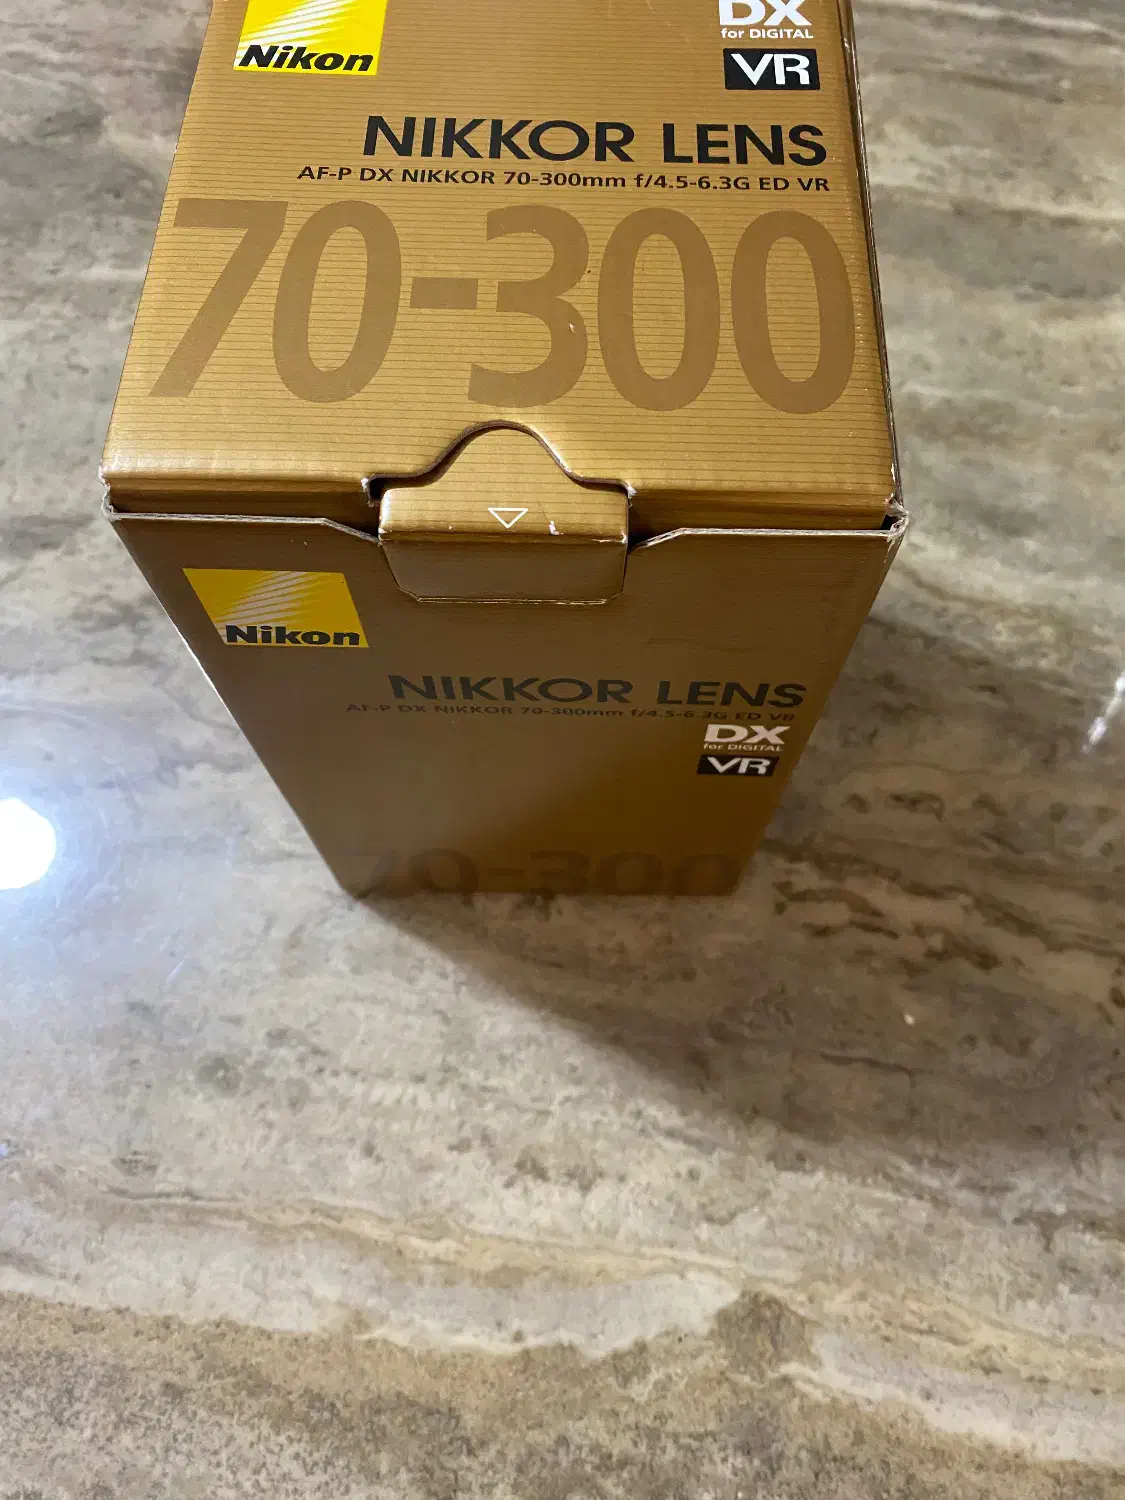 Nikon
DX
for DIGITAL
VR
NIKKOR LENS
AF-P DX NIKKOR 70-300mm f/4.5-6.3G ED VR
70-300
Nikon
NIKKOR LENS
AF-P DX NIKKOR 70-300mm f/4.5-6.3G ED VR
DX
for DIGITAL
VR
70-300